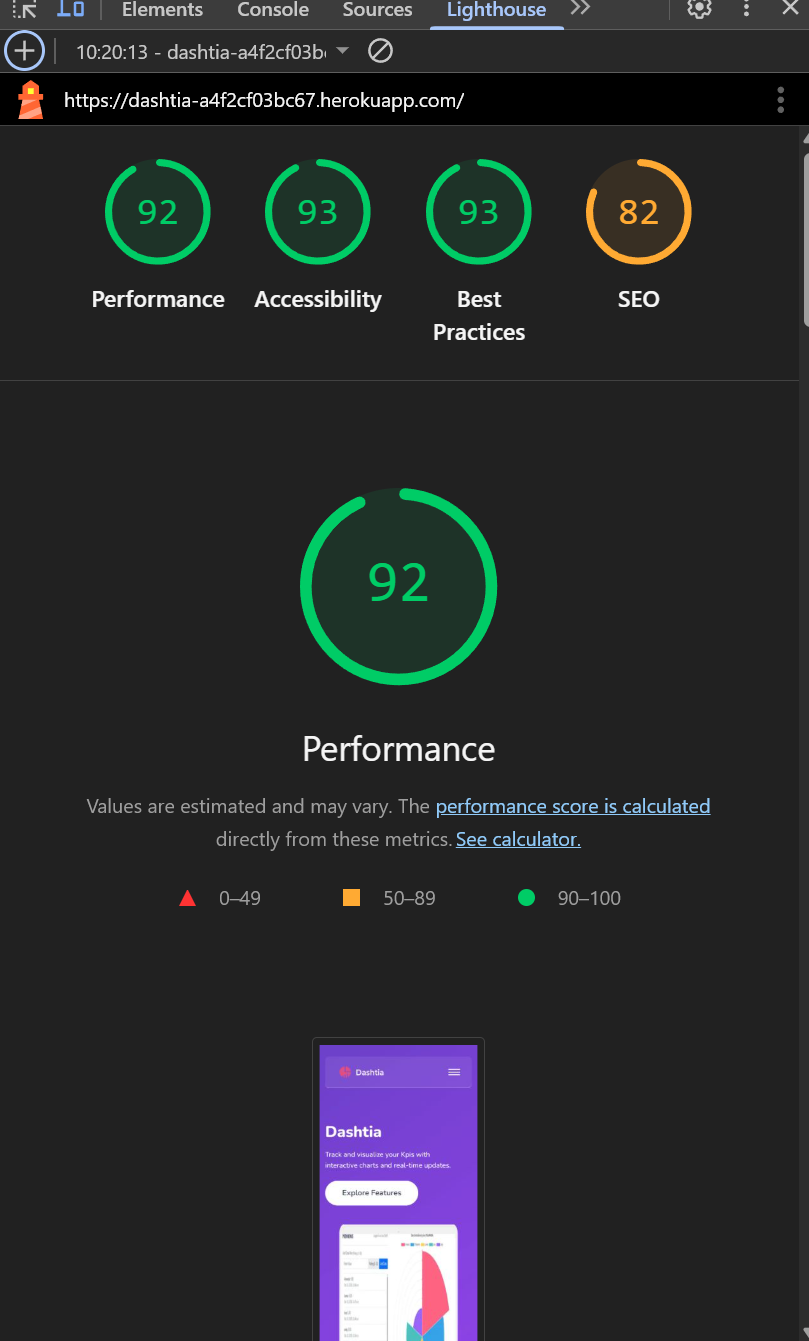 Elements Console Sources Lighthouse
10:20:13 - dashtia-a4f2cf03b
https://dashtia-a4f2cf03bc67.herokuapp.com/
92 93 93 82
Performance Accessibility Best Practices SEO
92
Performance
Values are estimated and may vary. The performance score is calculated
directly from these metrics. See calculator.
0–49 50–89 90–100
Dashtia
Dashtia
Track and visualize your Kpis with
interactive charts and real-time updates.
Explore Features